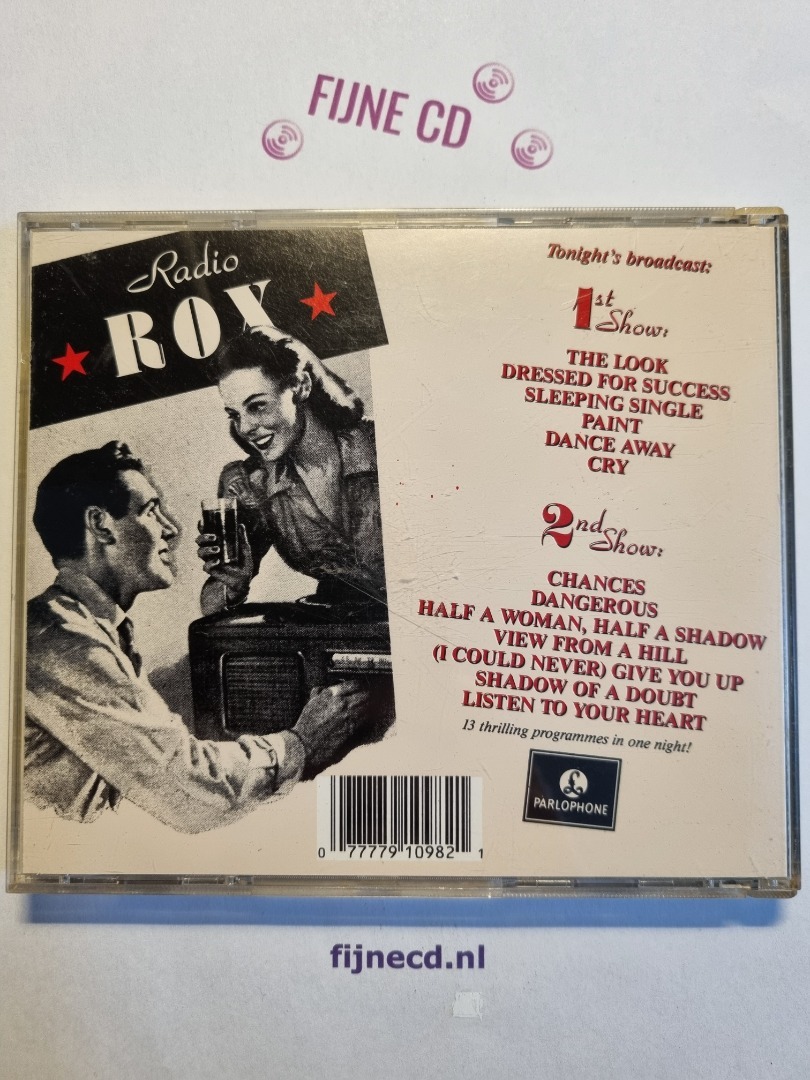 FIJNE CD
Radio
ROX
Tonight's broadcast:
1st Show:
THE LOOK
DRESSED FOR SUCCESS
SLEEPING SINGLE
PAINT
DANCE AWAY
CRY
2nd Show:
CHANCES
DANGEROUS
HALF A WOMAN, HALF A SHADOW
VIEW FROM A HILL
(I COULD NEVER) GIVE YOU UP
SHADOW OF A DOUBT
LISTEN TO YOUR HEART
13 thrilling programmes in one night!
£
PARLOPHONE
0 77779 10982 1
fijnecd.nl